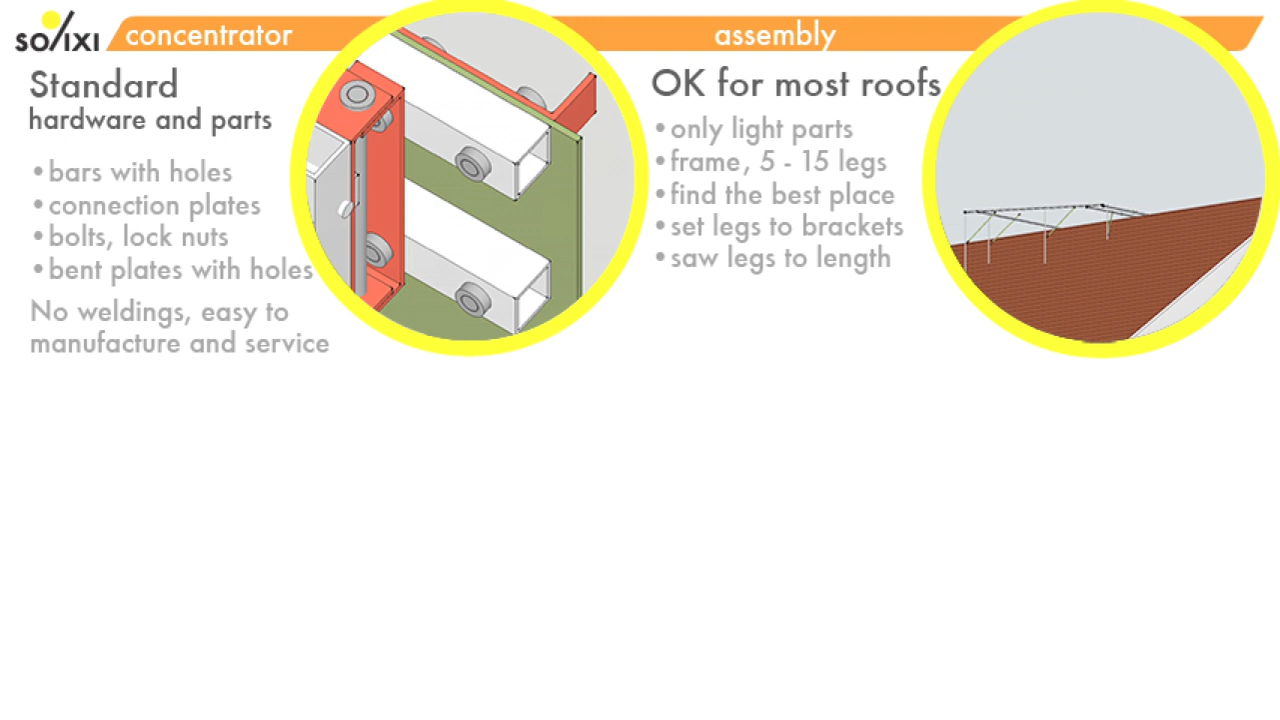 solixi
concentrator
Standard
hardware and parts
•bars with holes
•connection plates
•bolts, lock nuts
•bent plates with holes
No weldings, easy to
manufacture and service
assembly
OK for most roofs
•only light parts
•frame, 5 - 15 legs
•find the best place
•set legs to brackets
•saw legs to length